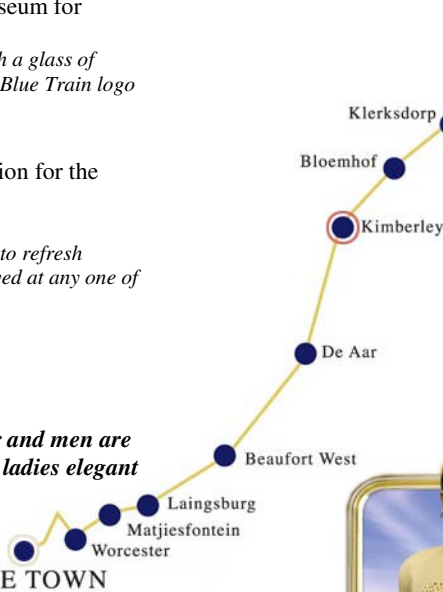 seum for
h a glass of
Blue Train logo
ion for the
to refresh
ved at any one of
r and men are
ladies elegant
Klerksdorp
Bloemhof
Kimberley
De Aar
Beaufort West
Laingsburg
Matjiesfontein
Worcester
E TOWN